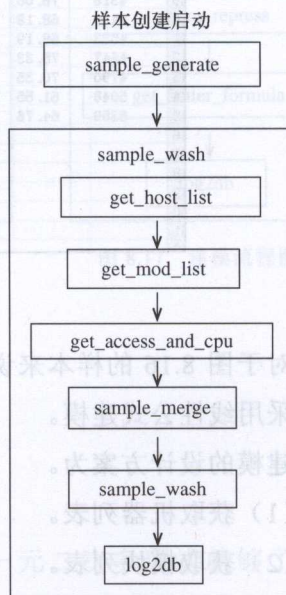 样本创建启动
sample_generate
sample_wash
get_host_list
get_mod_list
get_access_and_cpu
sample_merge
sample_wash
log2db